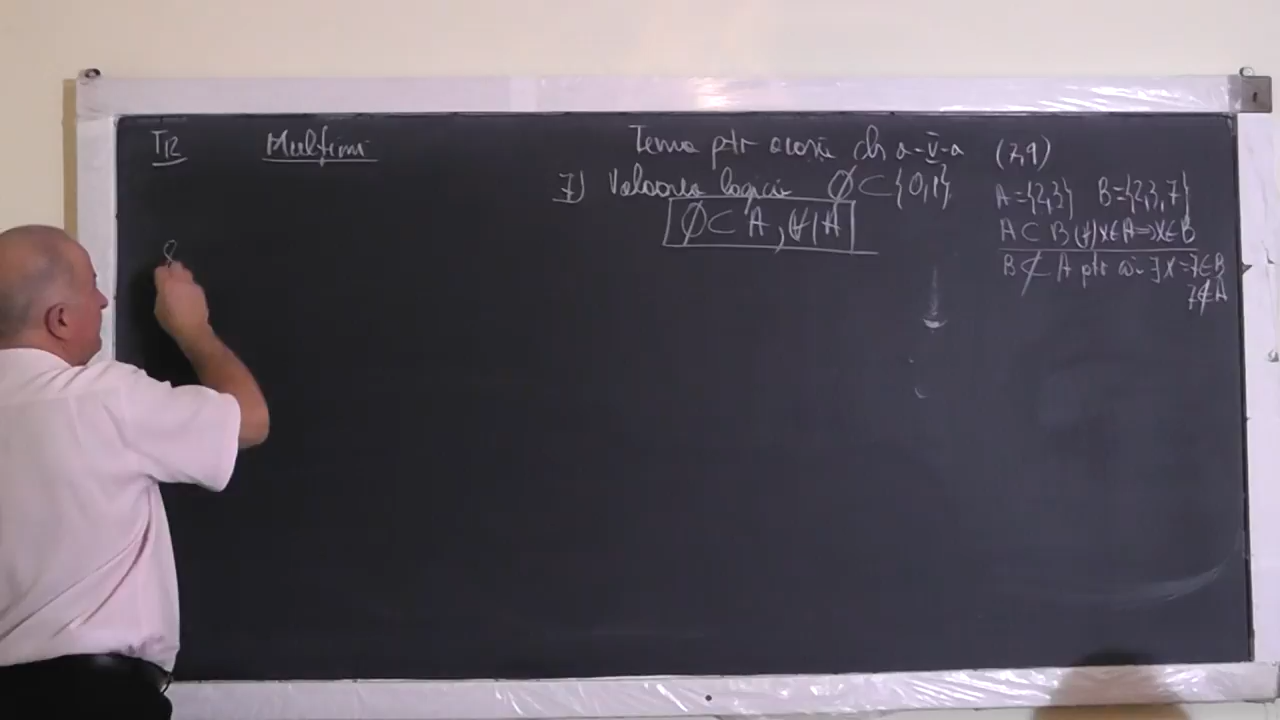 T12 Mulțimi
Tema ptr acasă cls a-V-a (7,9)
7) Valoarea logică ∅ ⊂ {0,1}
∅ ⊂ A, (∀) A
A={2,3} B={2,3,7}
A ⊂ B (∀) x∈A ⇒ x∈B
B ⊄ A ptr că ∃ x=7∈B
7∉A
8